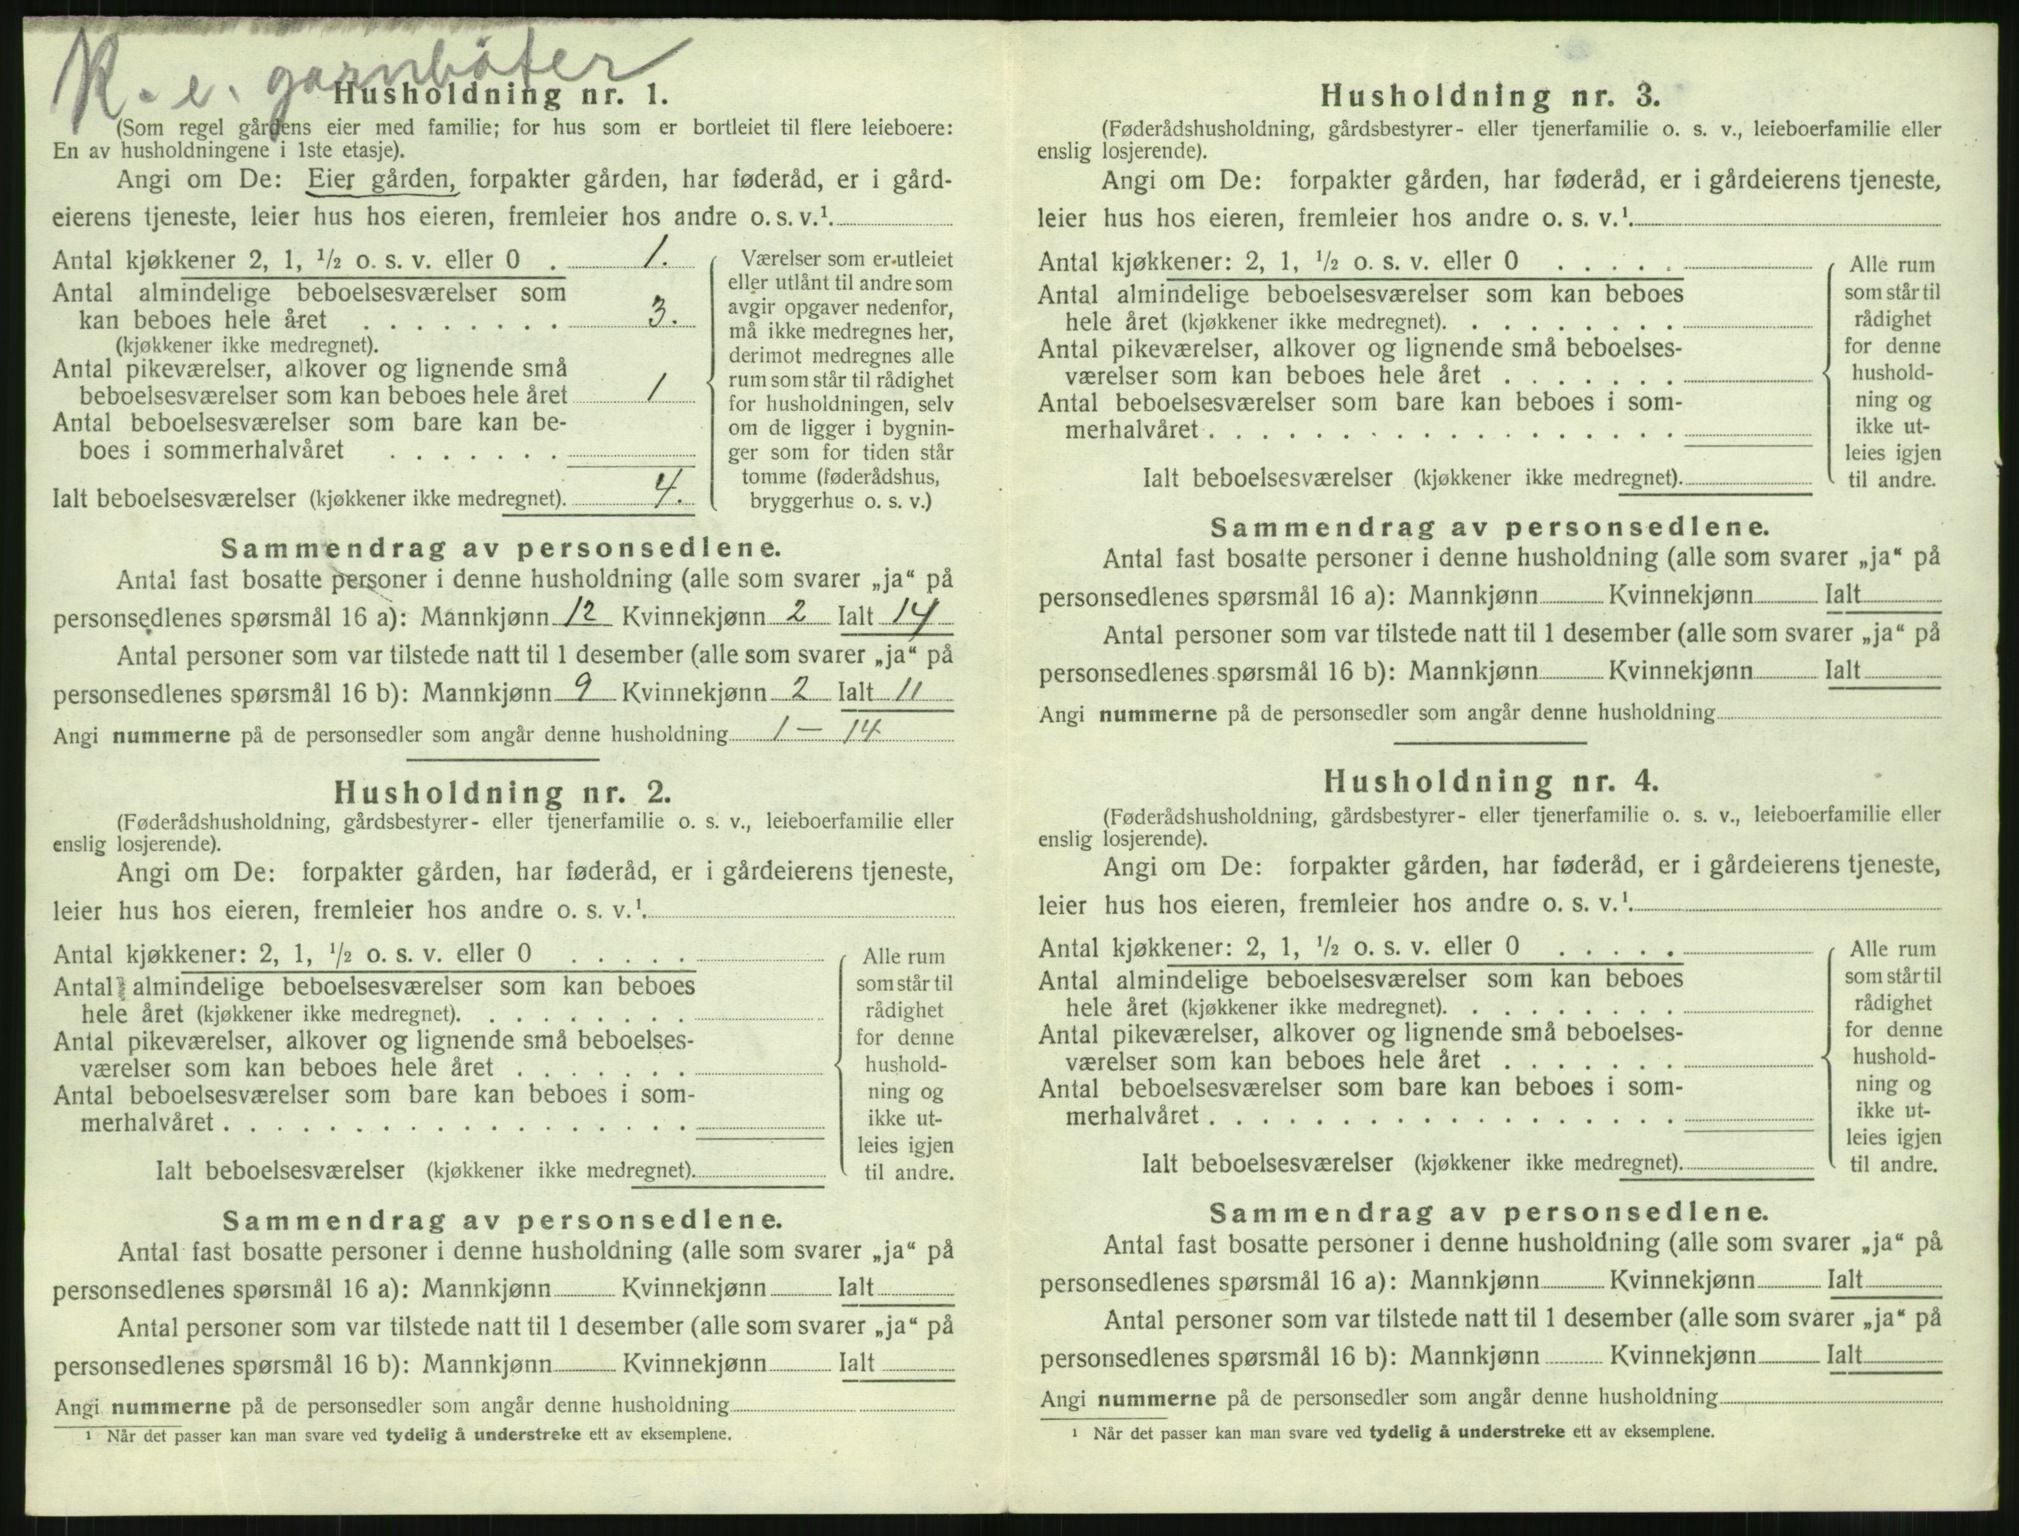 R. e. garnbåter
Husholdning nr. 1.
(Som regel gårdens eier med familie; for hus som er bortleiet til flere leieboere:
En av husholdningene i 1ste etasje).
Angi om De: Eier gården, forpakter gården, har føderåd, er i gård-
eierens tjeneste, leier hus hos eieren, fremleier hos andre o. s. v.¹
Antal kjøkkener 2, 1, ½ o. s. v. eller 0 . 1.
Antal almindelige beboelsesværelser som
kan beboes hele året . . . . . . . . 3.
(kjøkkener ikke medregnet).
Antal pikeværelser, alkover og lignende små
beboelsesværelser som kan beboes hele året 1
Antal beboelsesværelser som bare kan be-
boes i sommerhalvåret . . . . . . .
Ialt beboelsesværelser (kjøkkener ikke medregnet). 4.
Værelser som er utleiet
eller utlånt til andre som
avgir opgaver nedenfor,
må ikke medregnes her,
derimot medregnes alle
rum som står til rådighet
for husholdningen, selv
om de ligger i bygnin-
ger som for tiden står
tomme (føderådshus,
bryggerhus o. s. v.)
Sammendrag av personsedlene.
Antal fast bosatte personer i denne husholdning (alle som svarer „ja“ på
personsedlenes spørsmål 16 a): Mannkjønn 12 Kvinnekjønn 2 Ialt 14
Antal personer som var tilstede natt til 1 desember (alle som svarer „ja“ på
personsedlenes spørsmål 16 b): Mannkjønn 9 Kvinnekjønn 2 Ialt 11
Angi nummerne på de personsedler som angår denne husholdning 1 — 14
Husholdning nr. 2.
(Føderådshusholdning, gårdsbestyrer- eller tjenerfamilie o. s. v., leieboerfamilie eller
enslig losjerende).
Angi om De: forpakter gården, har føderåd, er i gårdeierens tjeneste,
leier hus hos eieren, fremleier hos andre o. s. v.¹
Antal kjøkkener: 2, 1, ½ o. s. v. eller 0 . . . . .
Antal almindelige beboelsesværelser som kan beboes
hele året (kjøkkener ikke medregnet). . . . . . . . .
Antal pikeværelser, alkover og lignende små beboelses-
værelser som kan beboes hele året . . . . . . .
Antal beboelsesværelser som bare kan beboes i som-
merhalvåret . . . . . . . . . . . . . . . . . .
Ialt beboelsesværelser (kjøkkener ikke medregnet).
Alle rum
som står til
rådighet
for denne
hushold-
ning og
ikke ut-
leies igjen
til andre.
Sammendrag av personsedlene.
Antal fast bosatte personer i denne husholdning (alle som svarer „ja“ på
personsedlenes spørsmål 16 a): Mannkjønn Kvinnekjønn Ialt
Antal personer som var tilstede natt til 1 desember (alle som svarer „ja“ på
personsedlenes spørsmål 16 b): Mannkjønn Kvinnekjønn Ialt
Angi nummerne på de personsedler som angår denne husholdning
¹ Når det passer kan man svare ved tydelig å understreke ett av eksemplene.
Husholdning nr. 3.
(Føderådshusholdning, gårdsbestyrer- eller tjenerfamilie o. s. v., leieboerfamilie eller
enslig losjerende).
Angi om De: forpakter gården, har føderåd, er i gårdeierens tjeneste,
leier hus hos eieren, fremleier hos andre o. s. v.¹
Antal kjøkkener: 2, 1, ½ o. s. v. eller 0 . . . . .
Antal almindelige beboelsesværelser som kan beboes
hele året (kjøkkener ikke medregnet). . . . . . . . .
Antal pikeværelser, alkover og lignende små beboelses-
værelser som kan beboes hele året . . . . . . .
Antal beboelsesværelser som bare kan beboes i som-
merhalvåret . . . . . . . . . . . . . . . . . .
Ialt beboelsesværelser (kjøkkener ikke medregnet).
Alle rum
som står til
rådighet
for denne
hushold-
ning og
ikke ut-
leies igjen
til andre.
Sammendrag av personsedlene.
Antal fast bosatte personer i denne husholdning (alle som svarer „ja“ på
personsedlenes spørsmål 16 a): Mannkjønn Kvinnekjønn Ialt
Antal personer som var tilstede natt til 1 desember (alle som svarer „ja“ på
personsedlenes spørsmål 16 b): Mannkjønn Kvinnekjønn Ialt
Angi nummerne på de personsedler som angår denne husholdning
Husholdning nr. 4.
(Føderådshusholdning, gårdsbestyrer- eller tjenerfamilie o. s. v., leieboerfamilie eller
enslig losjerende).
Angi om De: forpakter gården, har føderåd, er i gårdeierens tjeneste,
leier hus hos eieren, fremleier hos andre o. s. v.¹
Antal kjøkkener: 2, 1, ½ o. s. v. eller 0 . . . . .
Antal almindelige beboelsesværelser som kan beboes
hele året (kjøkkener ikke medregnet). . . . . . . . .
Antal pikeværelser, alkover og lignende små beboelses-
værelser som kan beboes hele året . . . . . . .
Antal beboelsesværelser som bare kan beboes i som-
merhalvåret . . . . . . . . . . . . . . . . . .
Ialt beboelsesværelser (kjøkkener ikke medregnet).
Alle rum
som står til
rådighet
for denne
hushold-
ning og
ikke ut-
leies igjen
til andre.
Sammendrag av personsedlene.
Antal fast bosatte personer i denne husholdning (alle som svarer „ja“ på
personsedlenes spørsmål 16 a): Mannkjønn Kvinnekjønn Ialt
Antal personer som var tilstede natt til 1 desember (alle som svarer „ja“ på
personsedlenes spørsmål 16 b): Mannkjønn Kvinnekjønn Ialt
Angi nummerne på de personsedler som angår denne husholdning
¹ Når det passer kan man svare ved tydelig å understreke ett av eksemplene.